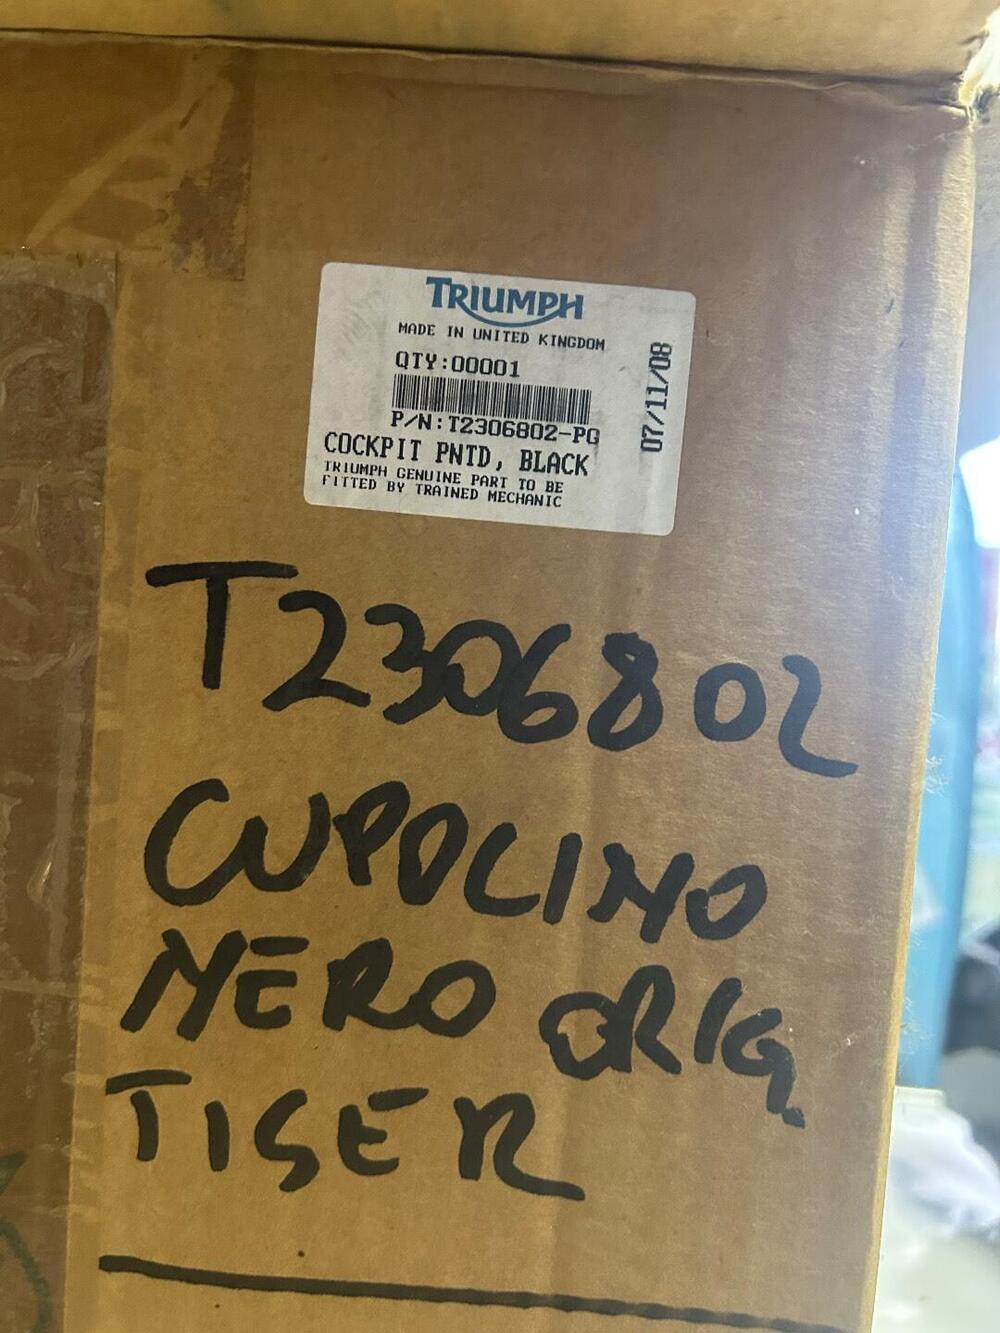 TRIUMPH
MADE IN UNITED KINGDOM
QTY:00001
P/N:T2306802-PG
COCKPIT PNTD, BLACK
TRIUMPH GENUINE PART TO BE
FITTED BY TRAINED MECHANIC
07/11/08
T2306802
CUPOLINO
NERO ORIG.
TIGER